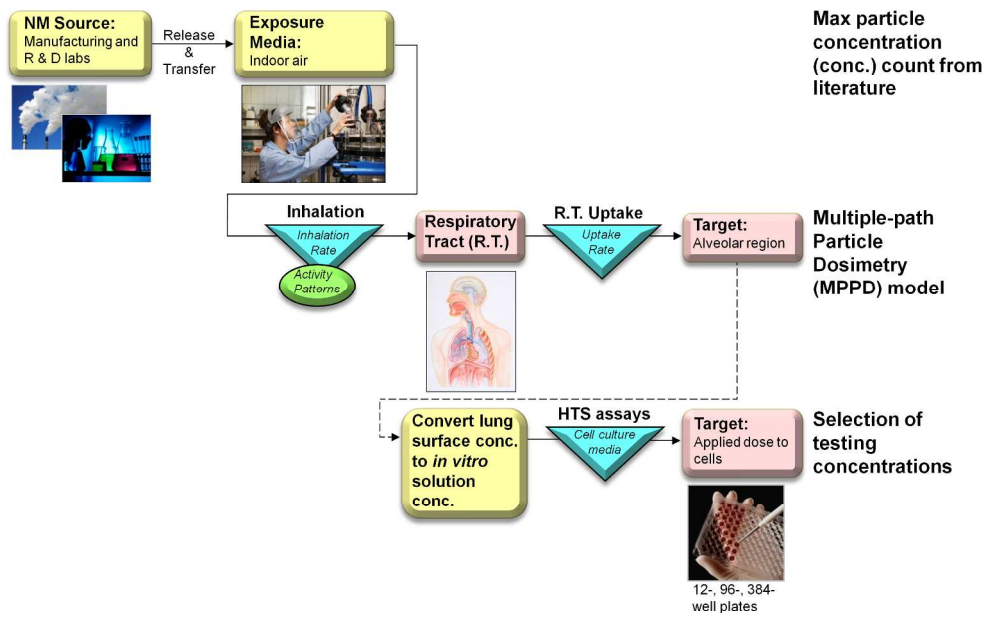 NM Source:
Manufacturing and
R & D labs
Release
&
Transfer
Exposure
Media:
Indoor air
Max particle
concentration
(conc.) count from
literature
Inhalation
Inhalation
Rate
Activity
Patterns
Respiratory
Tract (R.T.)
R.T. Uptake
Uptake
Rate
Target:
Alveolar region
Multiple-path
Particle
Dosimetry
(MPPD) model
Convert lung
surface conc.
to in vitro
solution
conc.
HTS assays
Cell culture
media
Target:
Applied dose to
cells
Selection of
testing
concentrations
12-, 96-, 384-
well plates